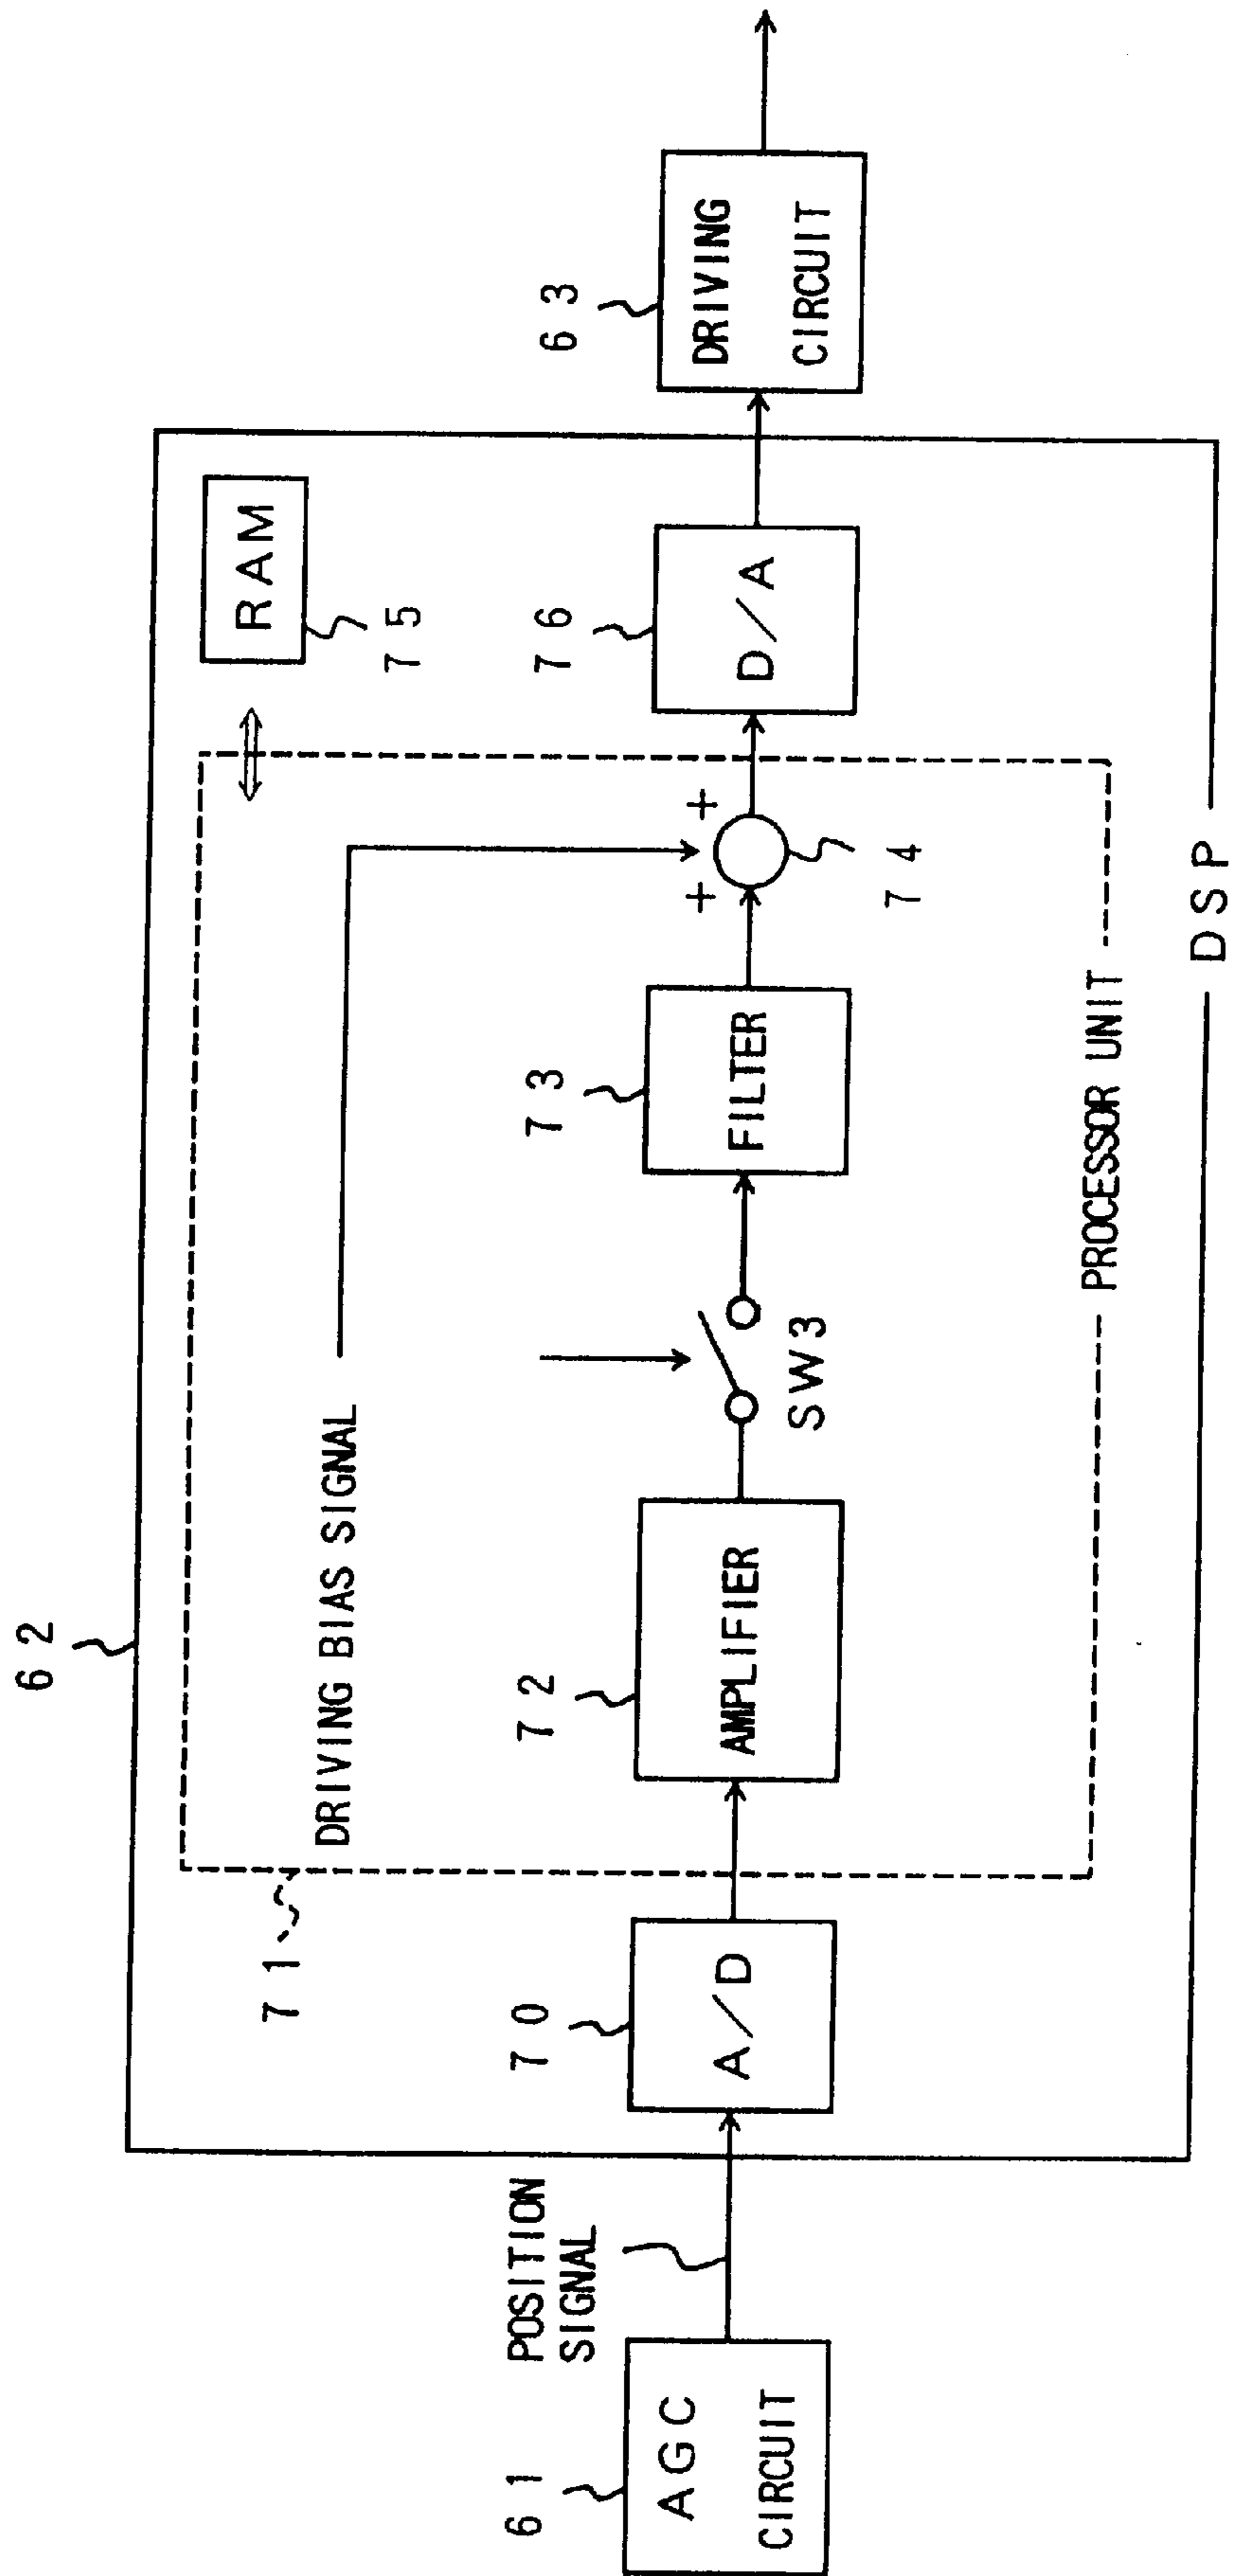 62
71
DRIVING BIAS SIGNAL
RAM
75
61
AGC
CIRCUIT
POSITION
SIGNAL
70
A/D
72
AMPLIFIER
SW3
73
FILTER
+
+
74
76
D/A
63
DRIVING
CIRCUIT
PROCESSOR UNIT
DSP